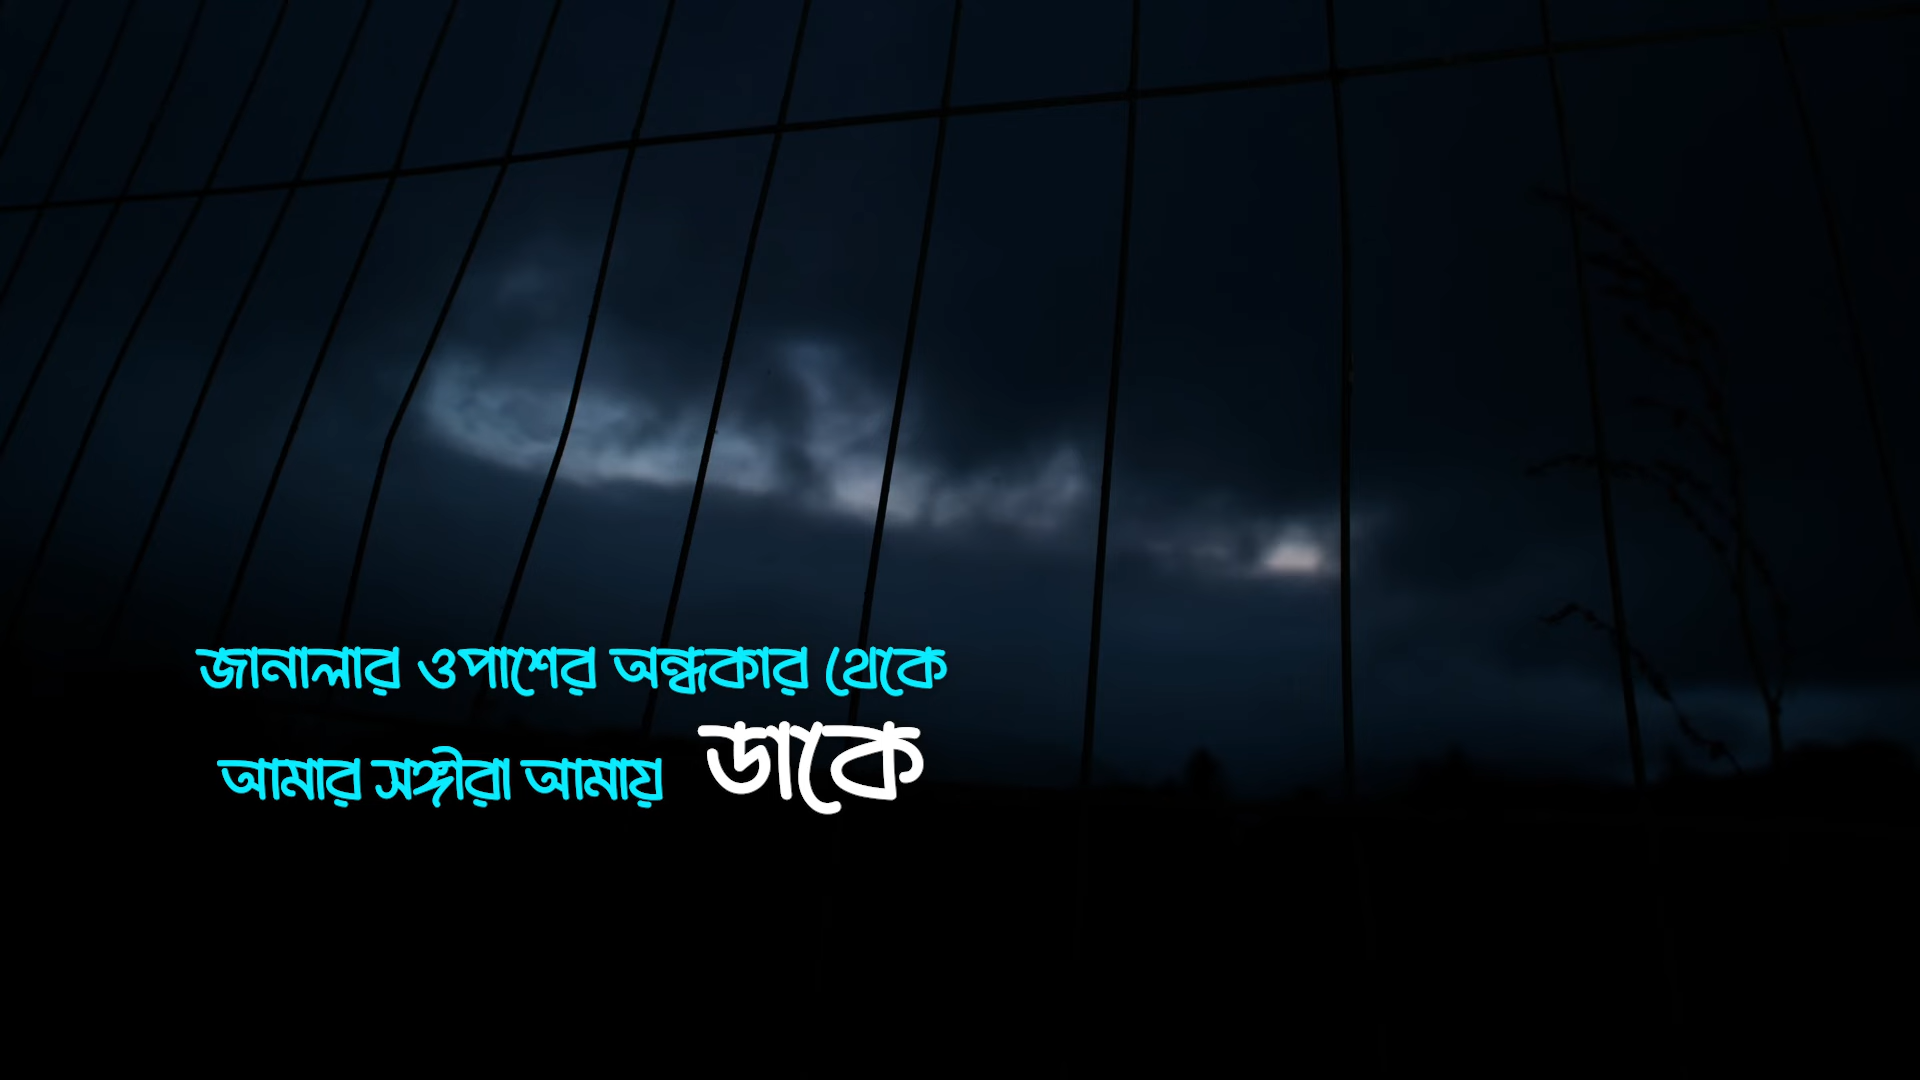 জানালার ওপাশের অন্ধকার থেকে
আমার সঙ্গীরা আমায় ডাকে